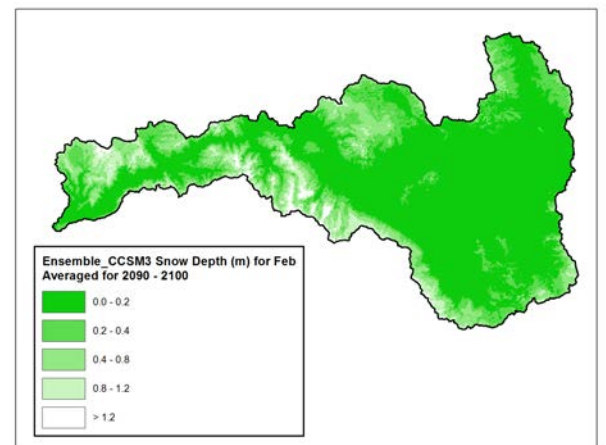 Ensemble_CCSM3 Snow Depth (m) for Feb
Averaged for 2090 - 2100
0.0 - 0.2
0.2 - 0.4
0.4 - 0.8
0.8 - 1.2
> 1.2